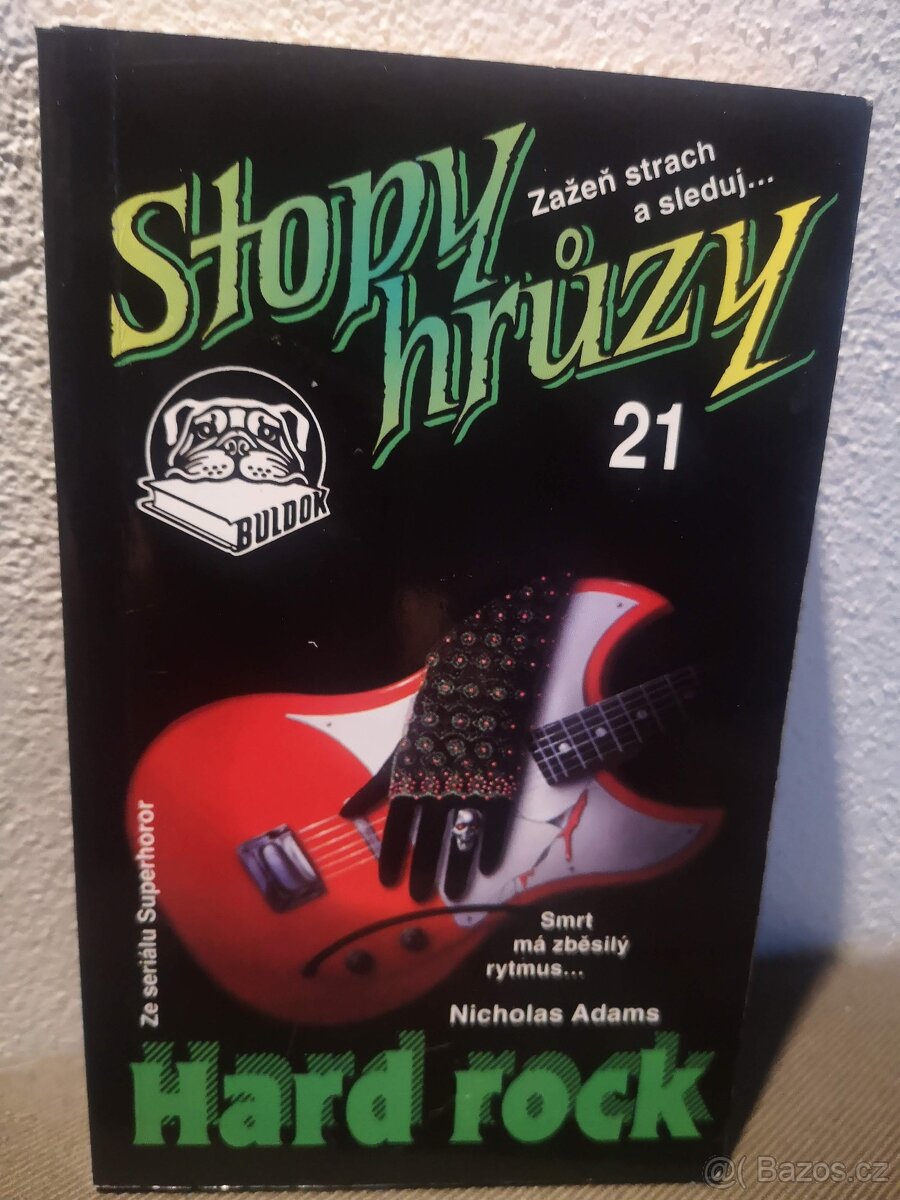 Stopy
hrůzy
Zažeň strach
a sleduj...
21
BULDOK
Ze seriálu Superhoror
Smrt
má zběsilý
rytmus...
Nicholas Adams
Hard rock
@( Bazos.cz